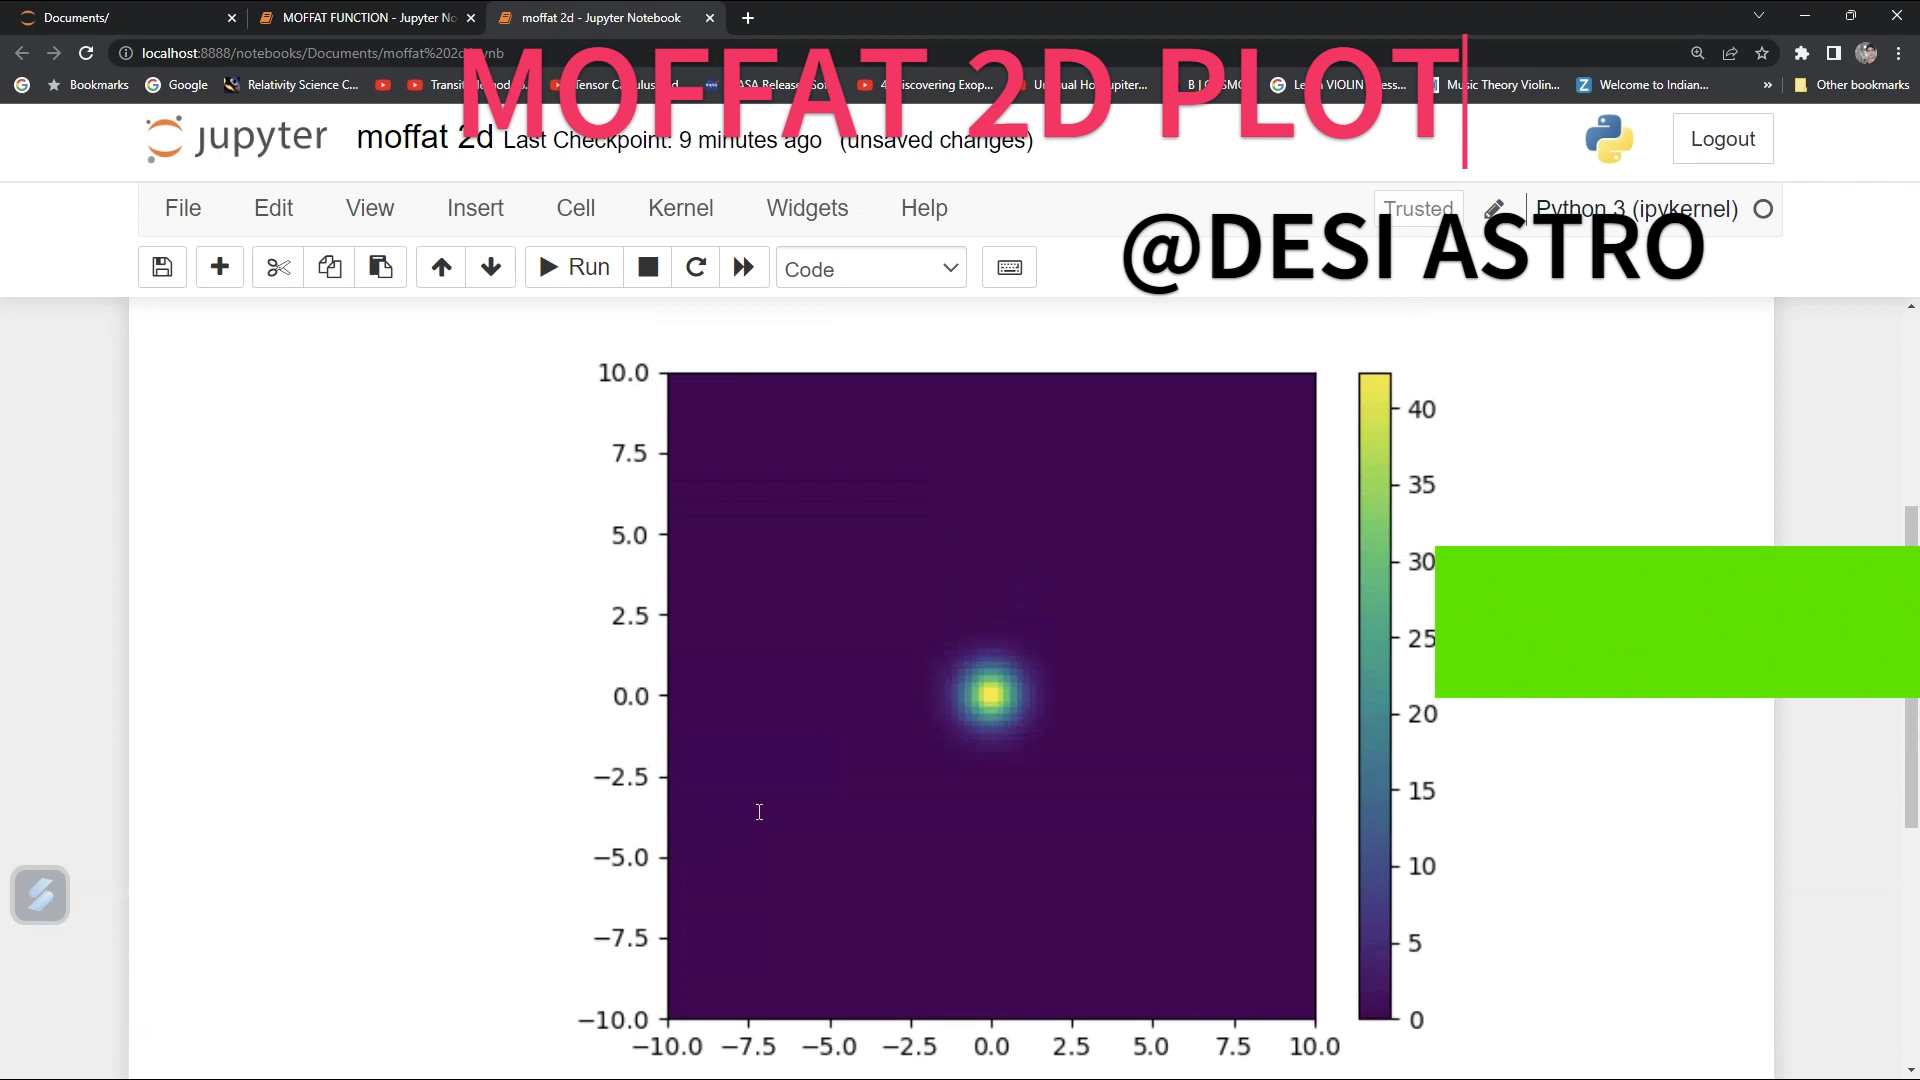 Documents/
MOFFAT FUNCTION - Jupyter No
moffat 2d - Jupyter Notebook
localhost:8888/notebooks/Documents/moffat%202d
nb
MOFFAT 2D PLOT
Bookmarks
Google
Relativity Science C...
Other bookmarks
Music Theory Violin...
Welcome to Indian...
jupyter
moffat 2d Last Checkpoint: 9 minutes ago (unsaved changes)
Logout
File Edit View Insert Cell Kernel Widgets Help
Trusted
Python 3 (ipykernel)
@DESI ASTRO
Run
Code
10.0
7.5
5.0
2.5
0.0
−2.5
−5.0
−7.5
−10.0
−10.0 −7.5 −5.0 −2.5 0.0 2.5 5.0 7.5 10.0
40
35
30
25
20
15
10
5
0